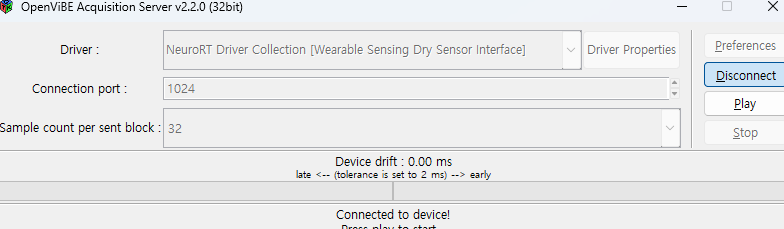 OpenViBE Acquisition Server v2.2.0 (32bit)
Driver :
NeuroRT Driver Collection [Wearable Sensing Dry Sensor Interface]
Driver Properties
Preferences
Connection port :
1024
Disconnect
Sample count per sent block :
32
Play
Stop
Device drift : 0.00 ms
late <-- (tolerance is set to 2 ms) --> early
Connected to device!
Press play to start